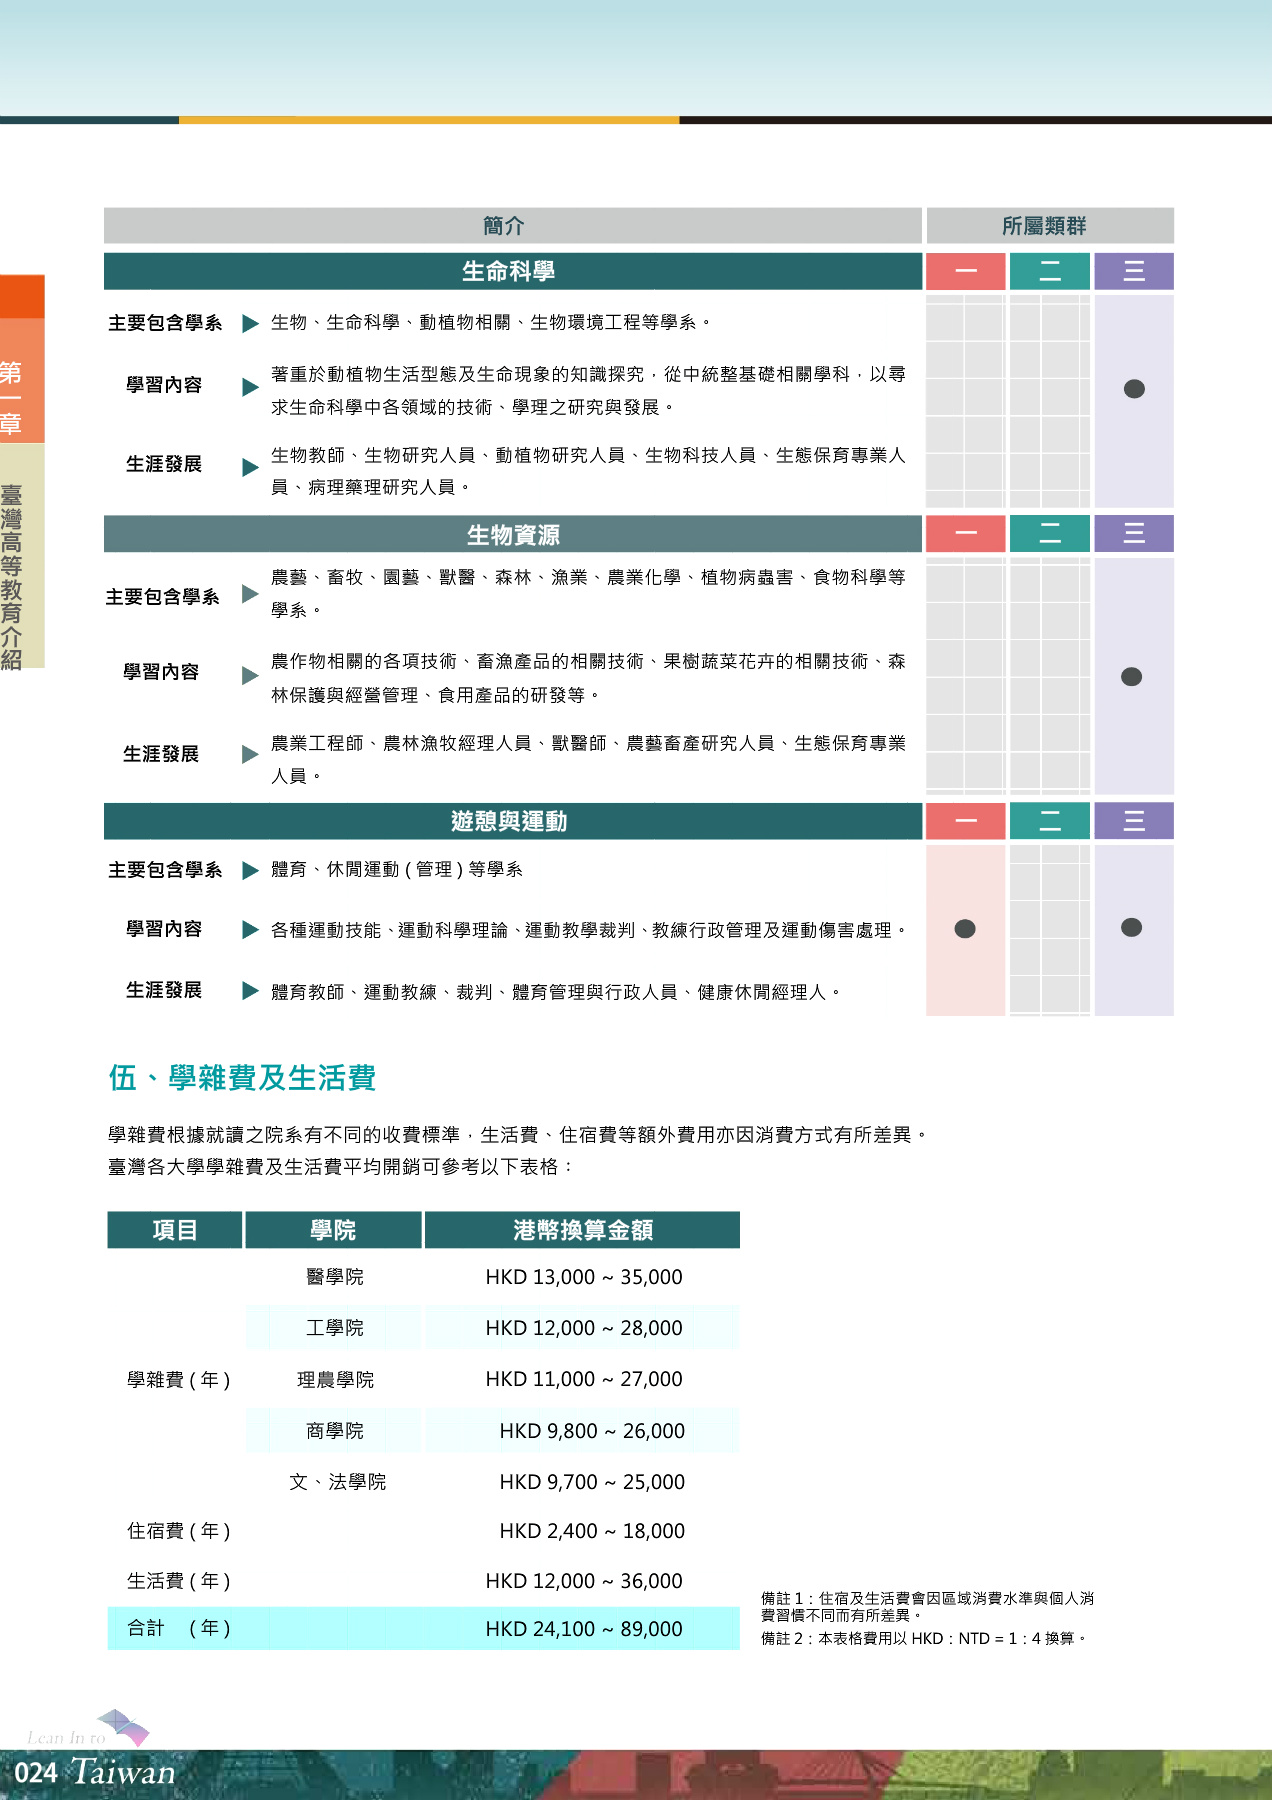 簡介 所屬類群
生命科學 一 二 三
主要包含學系 ▶ 生物、生命科學、動植物相關、生物環境工程等學系。
學習內容 ▶ 著重於動植物生活型態及生命現象的知識探究，從中統整基礎相關學科，以尋
求生命科學中各領域的技術、學理之研究與發展。
生涯發展 ▶ 生物教師、生物研究人員、動植物研究人員、生物科技人員、生態保育專業人
員、病理藥理研究人員。
生物資源 一 二 三
主要包含學系 ▶ 農藝、畜牧、園藝、獸醫、森林、漁業、農業化學、植物病蟲害、食物科學等
學系。
學習內容 ▶ 農作物相關的各項技術、畜漁產品的相關技術、果樹蔬菜花卉的相關技術、森
林保護與經營管理、食用產品的研發等。
生涯發展 ▶ 農業工程師、農林漁牧經理人員、獸醫師、農藝畜產研究人員、生態保育專業
人員。
遊憩與運動 一 二 三
主要包含學系 ▶ 體育、休閒運動 ( 管理 ) 等學系
學習內容 ▶ 各種運動技能、運動科學理論、運動教學裁判、教練行政管理及運動傷害處理。
生涯發展 ▶ 體育教師、運動教練、裁判、體育管理與行政人員、健康休閒經理人。
第一章
臺灣高等教育介紹
伍、學雜費及生活費
學雜費根據就讀之院系有不同的收費標準，生活費、住宿費等額外費用亦因消費方式有所差異。
臺灣各大學學雜費及生活費平均開銷可參考以下表格：
項目 學院 港幣換算金額
醫學院 HKD 13,000 ~ 35,000
工學院 HKD 12,000 ~ 28,000
學雜費 ( 年 ) 理農學院 HKD 11,000 ~ 27,000
商學院 HKD 9,800 ~ 26,000
文、法學院 HKD 9,700 ~ 25,000
住宿費 ( 年 ) HKD 2,400 ~ 18,000
生活費 ( 年 ) HKD 12,000 ~ 36,000
合計 ( 年 ) HKD 24,100 ~ 89,000
備註 1：住宿及生活費會因區域消費水準與個人消
費習慣不同而有所差異。
備註 2：本表格費用以 HKD：NTD = 1：4 換算。
Lean In to
024 Taiwan